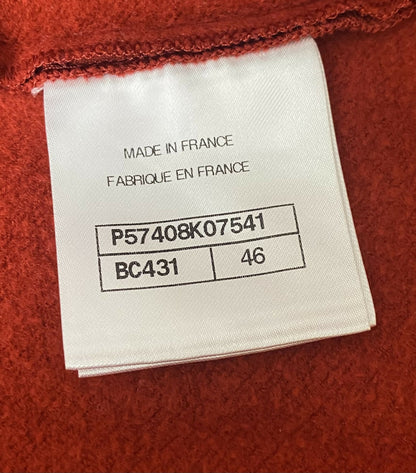 MADE IN FRANCE
FABRIQUE EN FRANCE
P57408K07541
BC431 46